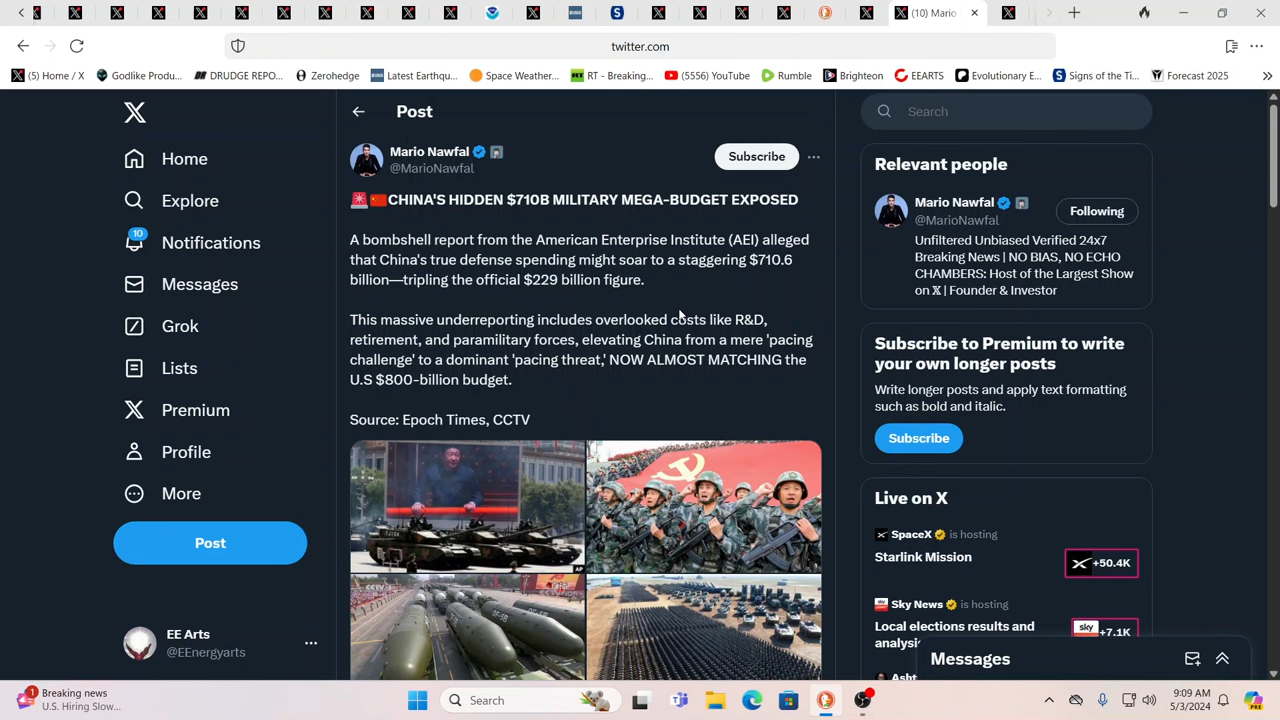 (10) Mario
twitter.com
(5) Home / X
Godlike Produ...
DRUDGE REPO...
Zerohedge
Latest Earthqu...
Space Weather...
RT - Breaking...
(5556) YouTube
Rumble
Brighteon
EEARTS
Evolutionary E...
Signs of the Ti...
Forecast 2025
Home
Explore
10
Notifications
Messages
Grok
Lists
Premium
Profile
More
Post
EE Arts
@EEnergyarts
Post
Mario Nawfal
@MarioNawfal
Subscribe
CHINA'S HIDDEN $710B MILITARY MEGA-BUDGET EXPOSED
A bombshell report from the American Enterprise Institute (AEI) alleged
that China's true defense spending might soar to a staggering $710.6
billion—tripling the official $229 billion figure.
This massive underreporting includes overlooked costs like R&D,
retirement, and paramilitary forces, elevating China from a mere 'pacing
challenge' to a dominant 'pacing threat,' NOW ALMOST MATCHING the
U.S $800-billion budget.
Source: Epoch Times, CCTV
AP
Search
Relevant people
Mario Nawfal
@MarioNawfal
Following
Unfiltered Unbiased Verified 24x7
Breaking News | NO BIAS, NO ECHO
CHAMBERS: Host of the Largest Show
on X | Founder & Investor
Subscribe to Premium to write
your own longer posts
Write longer posts and apply text formatting
such as bold and italic.
Subscribe
Live on X
SpaceX is hosting
Starlink Mission
+50.4K
Sky News is hosting
Local elections results and
analysi
sky
+7.1K
Messages
1
Breaking news
U.S. Hiring Slow...
Search
9:09 AM
5/3/2024